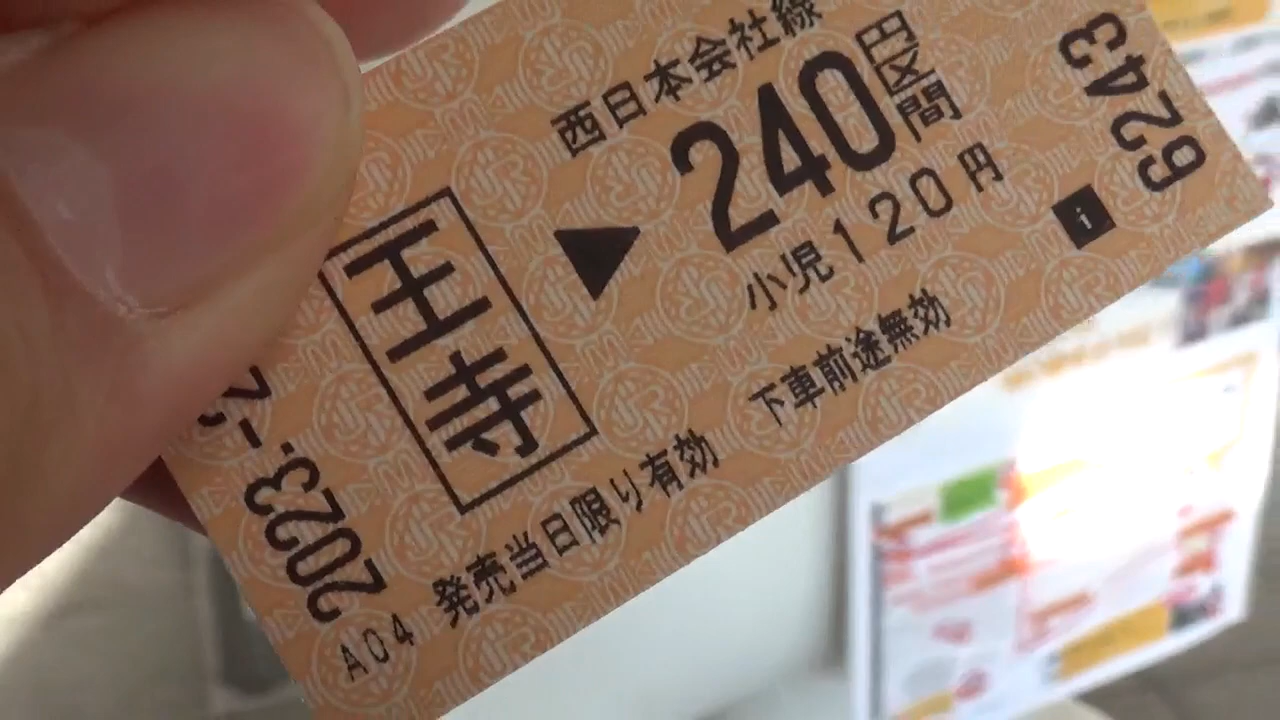 西日本会社線
王寺 ▶ 240円区間
小児120円
下車前途無効
発売当日限り有効
2023.-2
A04
6243
i